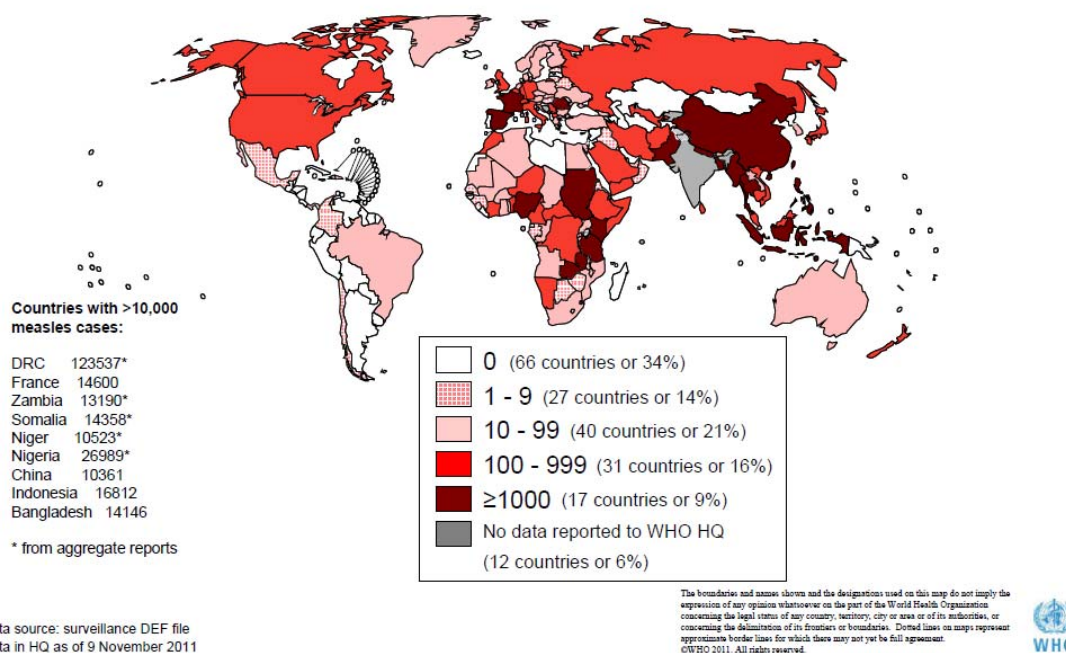 Countries with >10,000
measles cases:
DRC 123537*
France 14600
Zambia 13190*
Somalia 14358*
Niger 10523*
Nigeria 26989*
China 10361
Indonesia 16812
Bangladesh 14146
* from aggregate reports
0 (66 countries or 34%)
1 - 9 (27 countries or 14%)
10 - 99 (40 countries or 21%)
100 - 999 (31 countries or 16%)
≥1000 (17 countries or 9%)
No data reported to WHO HQ
(12 countries or 6%)
ta source: surveillance DEF file
ta in HQ as of 9 November 2011
The boundaries and names shown and the designations used on this map do not imply the
expression of any opinion whatsoever on the part of the World Health Organization
concerning the legal status of any country, territory, city or area or of its authorities, or
concerning the delimitation of its frontiers or boundaries. Dotted lines on maps represent
approximate border lines for which there may not yet be full agreement.
©WHO 2011. All rights reserved.
WHO